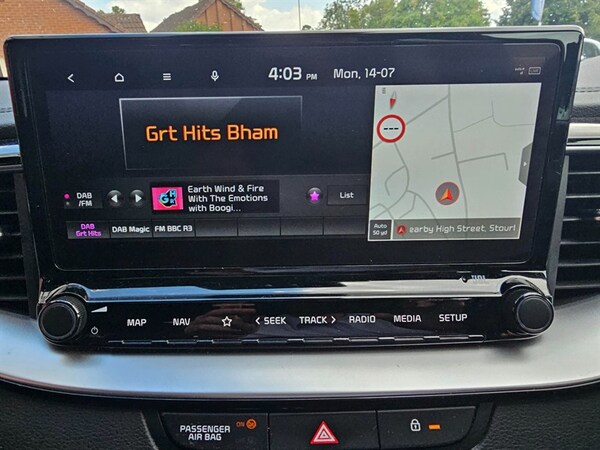 4:03 PM Mon, 14-07
Grt Hits Bham
DAB
/FM
Earth Wind & Fire
With The Emotions
with Boogi...
List
DAB
Grt Hits
DAB Magic
FM BBC R3
Auto
50 yd
earby High Street, Stourl
MAP NAV SEEK TRACK RADIO MEDIA SETUP
PASSENGER
AIR BAG
ON